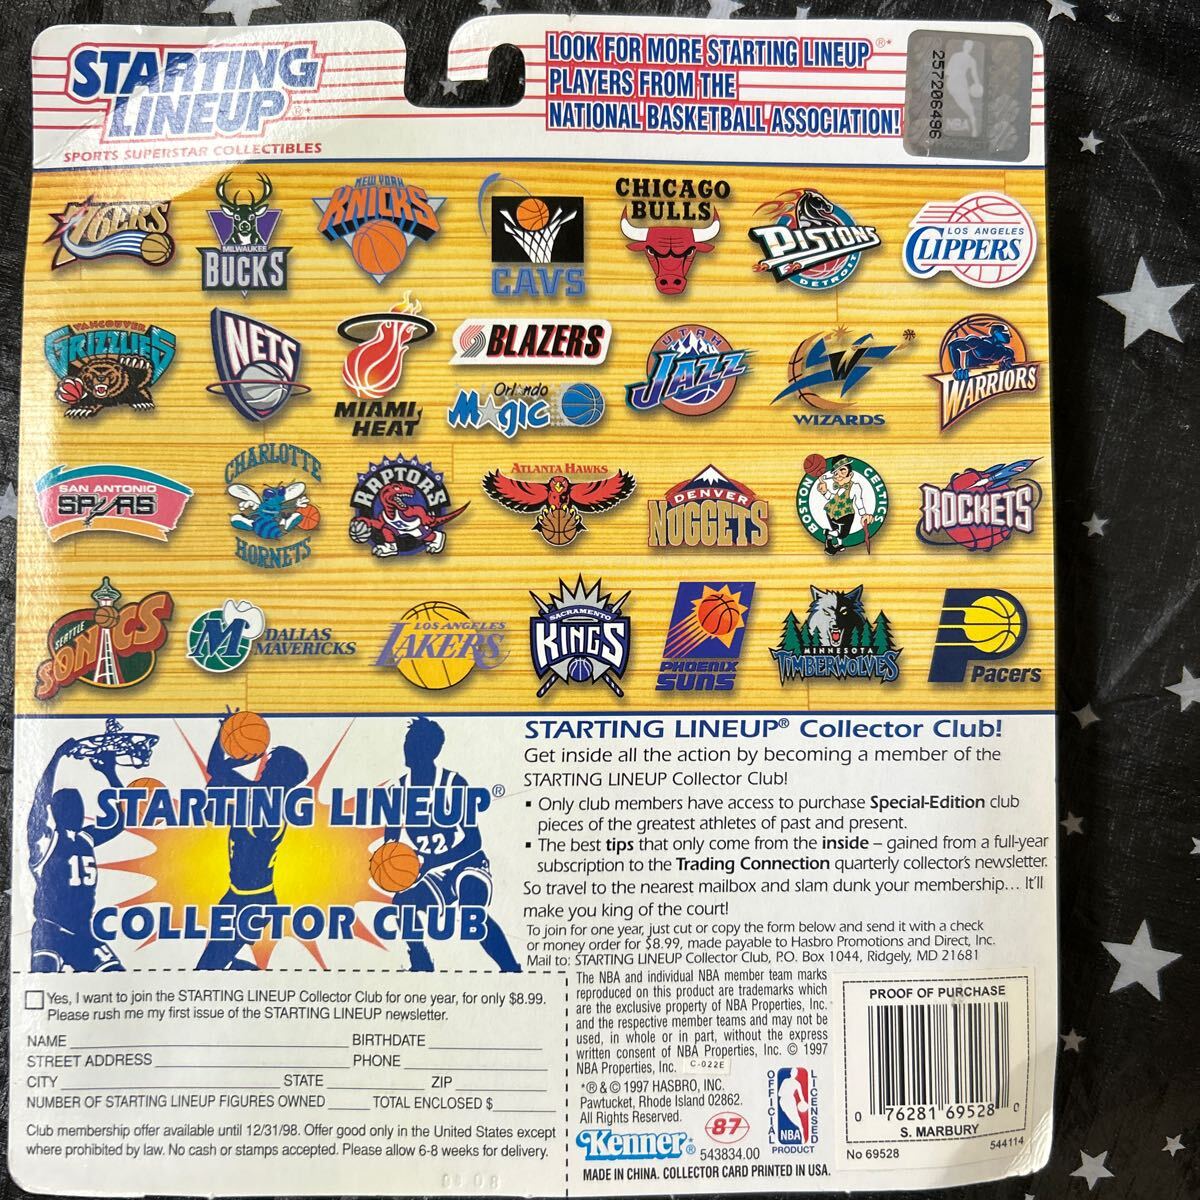 STARTING
LINEUP®*
SPORTS SUPERSTAR COLLECTIBLES
LOOK FOR MORE STARTING LINEUP®*
PLAYERS FROM THE
NATIONAL BASKETBALL ASSOCIATION!
257206496
NBA
76ERS
MILWAUKEE
BUCKS
NEW YORK
KNICKS
CAVS
CHICAGO
BULLS
PISTONS
DETROIT
LOS ANGELES
CLIPPERS
VANCOUVER
GRIZZLIES
NETS
MIAMI
HEAT
BLAZERS
Orlando
Magic
UTAH
JAZZ
W
WIZARDS
WARRIORS
SAN ANTONIO
SPURS
CHARLOTTE
HORNETS
TORONTO
RAPTORS
ATLANTA HAWKS
DENVER
NUGGETS
BOSTON
CELTICS
ROCKETS
SEATTLE
SONICS
M
DALLAS
MAVERICKS
LOS ANGELES
LAKERS
SACRAMENTO
KINGS
PHOENIX
SUNS
MINNESOTA
TIMBERWOLVES
Pacers
15
22
STARTING LINEUP®
COLLECTOR CLUB
STARTING LINEUP® Collector Club!
Get inside all the action by becoming a member of the
STARTING LINEUP Collector Club!
▪ Only club members have access to purchase Special-Edition club
pieces of the greatest athletes of past and present.
▪ The best tips that only come from the inside – gained from a full-year
subscription to the Trading Connection quarterly collector's newsletter.
So travel to the nearest mailbox and slam dunk your membership... It'll
make you king of the court!
To join for one year, just cut or copy the form below and send it with a check
or money order for $8.99, made payable to Hasbro Promotions and Direct, Inc.
Mail to: STARTING LINEUP Collector Club, P.O. Box 1044, Ridgely, MD 21681
Yes, I want to join the STARTING LINEUP Collector Club for one year, for only $8.99.
Please rush me my first issue of the STARTING LINEUP newsletter.
NAME BIRTHDATE
STREET ADDRESS PHONE
CITY STATE ZIP
NUMBER OF STARTING LINEUP FIGURES OWNED TOTAL ENCLOSED $
Club membership offer available until 12/31/98. Offer good only in the United States except
where prohibited by law. No cash or stamps accepted. Please allow 6-8 weeks for delivery.
The NBA and individual NBA member team marks
reproduced on this product are trademarks which
are the exclusive property of NBA Properties, Inc.
and the respective member teams and may not be
used, in whole or in part, without the express
written consent of NBA Properties, Inc. © 1997
NBA Properties, Inc.
C-022E
*® & © 1997 HASBRO, INC.
Pawtucket, Rhode Island 02862.
All Rights Reserved.
87
Kenner®
543834.00
MADE IN CHINA. COLLECTOR CARD PRINTED IN USA.
OFFICIAL
LICENSED
NBA
PRODUCT
PROOF OF PURCHASE
0 76281 69528 0
S. MARBURY
No 69528
544114